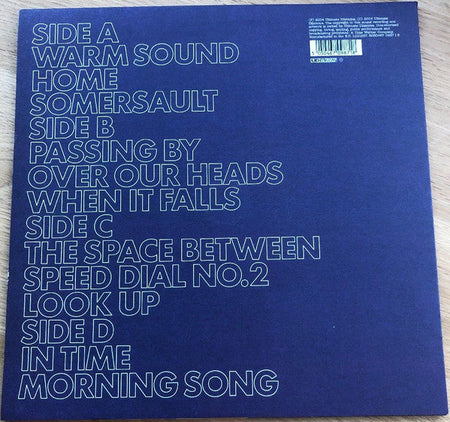 SIDE A
WARM SOUND
HOME
SOMERSAULT
SIDE B
PASSING BY
OVER OUR HEADS
WHEN IT FALLS
SIDE C
THE SPACE BETWEEN
SPEED DIAL NO.2
LOOK UP
SIDE D
IN TIME
MORNING SONG